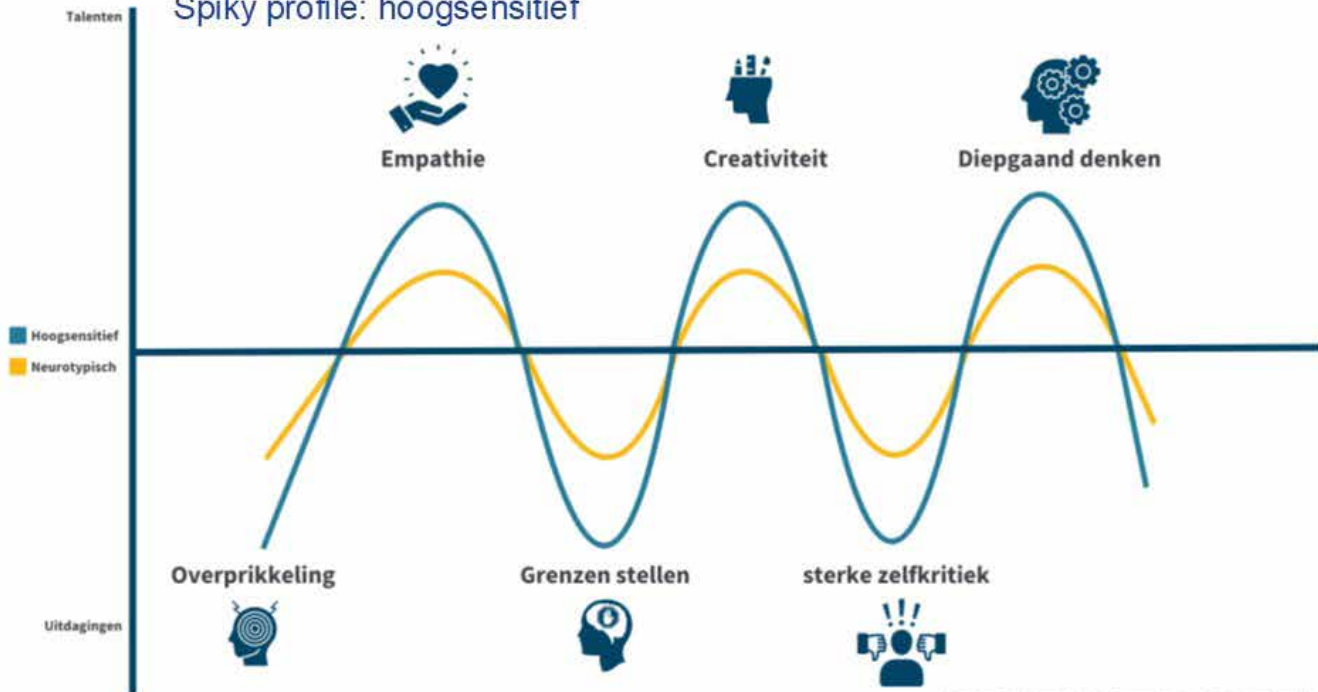 Spiky profile: hoogsensitief
Talenten
Empathie
Creativiteit
Diepgaand denken
Hoogsensitief
Neurotypisch
Overprikkeling
Grenzen stellen
sterke zelfkritiek
Uitdagingen